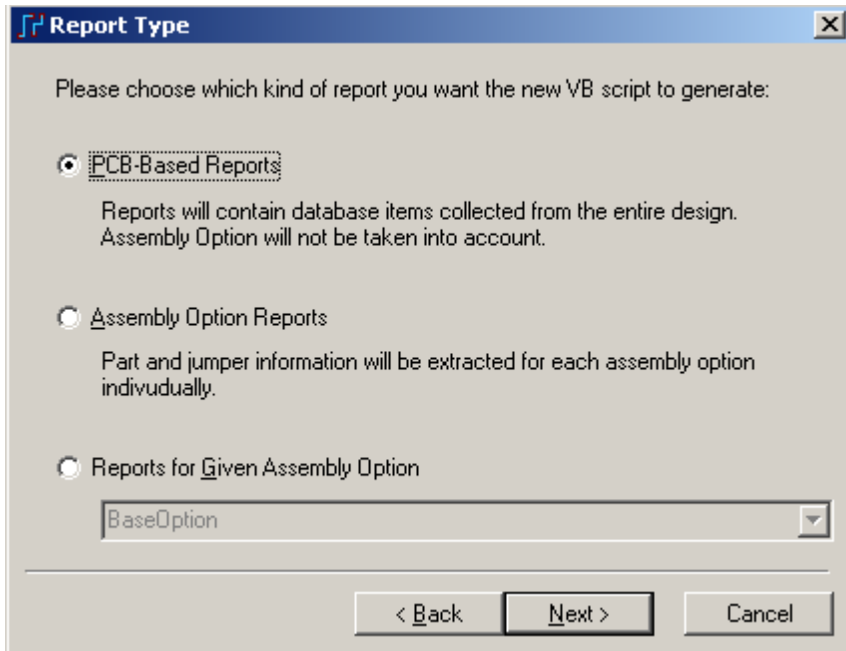 Report Type
Please choose which kind of report you want the new VB script to generate:
PCB-Based Reports
Reports will contain database items collected from the entire design.
Assembly Option will not be taken into account.
Assembly Option Reports
Part and jumper information will be extracted for each assembly option
indivudually.
Reports for Given Assembly Option
BaseOption
< Back Next > Cancel